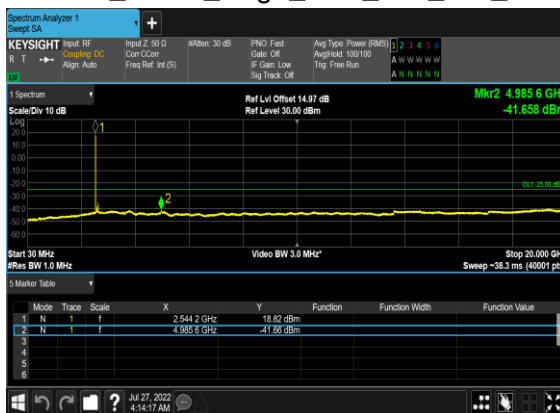 Spectrum Analyzer 1
Swept SA
+
KEYSIGHT Input: RF Input Z: 50 Ω #Atten: 30 dB PNO: Fast Avg Type: Power (RMS) 1 2 3 4 5 6
R T Coupling: DC Corr CCorr Gate: Off Avg|Hold: 100/100 A W W W W W
Align: Auto Freq Ref: Int (S) IF Gain: Low Trig: Free Run A N N N N N
LU Sig Track: Off
1 Spectrum Ref Lvl Offset 14.97 dB Mkr2 4.985 6 GH
Scale/Div 10 dB Ref Level 30.00 dBm -41.658 dB
Log
20.0 1
10.0
0.00
-10.0
-20.0 DL1 -25.00 dB
-30.0 2
-40.0
-50.0
-60.0
Start 30 MHz Video BW 3.0 MHz* Stop 20.000 GH
#Res BW 1.0 MHz Sweep ~38.3 ms (40001 pt
5 Marker Table
Mode Trace Scale X Y Function Function Width Function Value
1 N 1 f 2.544 2 GHz 18.82 dBm
2 N 1 f 4.985 6 GHz -41.66 dBm
3
4
5
6
? Jul 27, 2022
4:14:17 AM